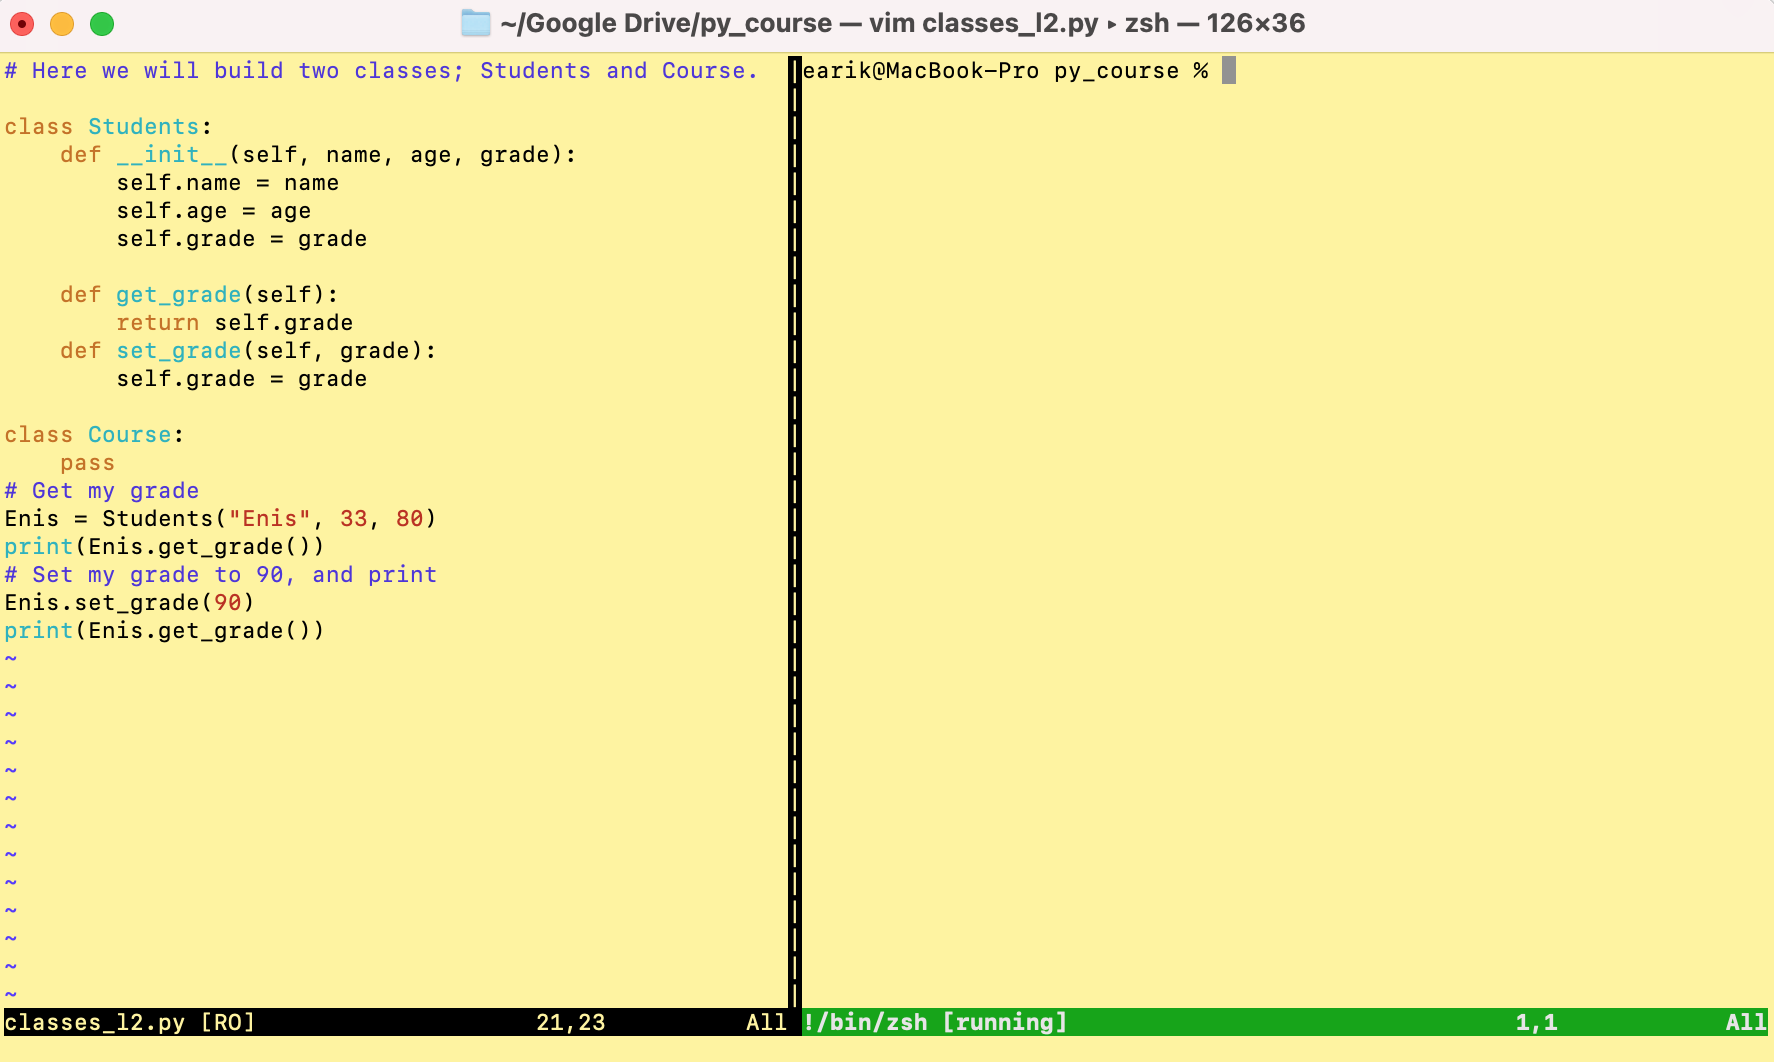 ~/Google Drive/py_course — vim classes_l2.py ▸ zsh — 126×36
# Here we will build two classes; Students and Course.
class Students:
    def __init__(self, name, age, grade):
        self.name = name
        self.age = age
        self.grade = grade
    def get_grade(self):
        return self.grade
    def set_grade(self, grade):
        self.grade = grade
class Course:
    pass
# Get my grade
Enis = Students("Enis", 33, 80)
print(Enis.get_grade())
# Set my grade to 90, and print
Enis.set_grade(90)
print(Enis.get_grade())
~
~
~
~
~
~
~
~
~
~
~
~
~
classes_l2.py [RO] 21,23 All
earik@MacBook-Pro py_course %
!/bin/zsh [running] 1,1 All